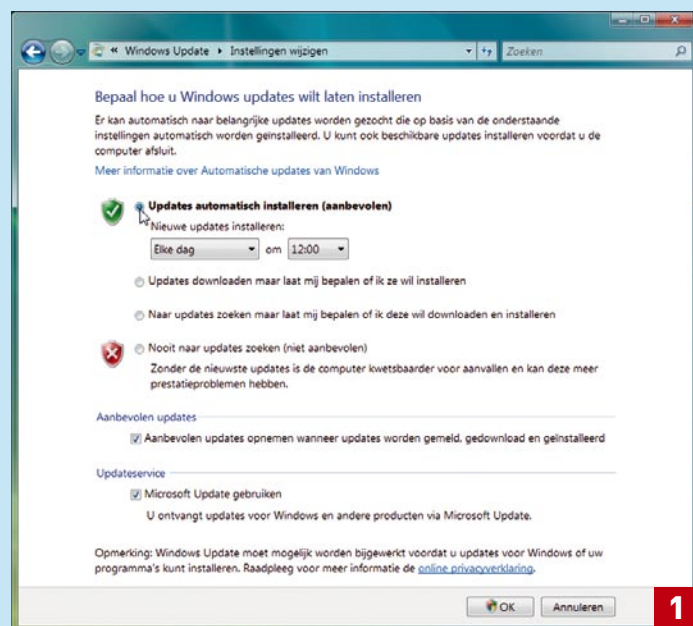 « Windows Update ▸ Instellingen wijzigen
Zoeken
Bepaal hoe u Windows updates wilt laten installeren
Er kan automatisch naar belangrijke updates worden gezocht die op basis van de onderstaande
instellingen automatisch worden geïnstalleerd. U kunt ook beschikbare updates installeren voordat u de
computer afsluit.
Meer informatie over Automatische updates van Windows
Updates automatisch installeren (aanbevolen)
Nieuwe updates installeren:
Elke dag om 12:00
Updates downloaden maar laat mij bepalen of ik ze wil installeren
Naar updates zoeken maar laat mij bepalen of ik deze wil downloaden en installeren
Nooit naar updates zoeken (niet aanbevolen)
Zonder de nieuwste updates is de computer kwetsbaarder voor aanvallen en kan deze meer
prestatieproblemen hebben.
Aanbevolen updates
Aanbevolen updates opnemen wanneer updates worden gemeld, gedownload en geïnstalleerd
Updateservice
Microsoft Update gebruiken
U ontvangt updates voor Windows en andere producten via Microsoft Update.
Opmerking: Windows Update moet mogelijk worden bijgewerkt voordat u updates voor Windows of uw
programma's kunt installeren. Raadpleeg voor meer informatie de online privacyverklaring.
OK Annuleren
1